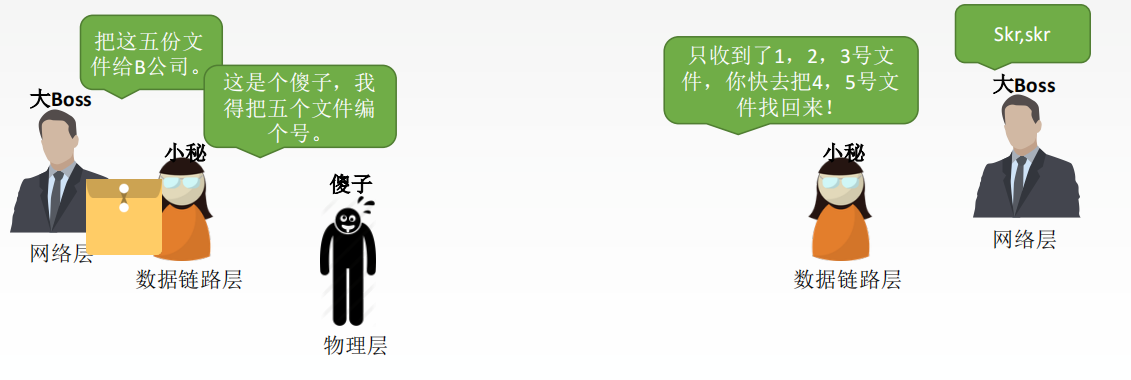 把这五份文
件给B公司。
这是个傻子，我
得把五个文件编
个号。
大Boss
小秘
傻子
网络层
数据链路层
物理层
只收到了1，2，3号文
件，你快去把4，5号文
件找回来！
Skr,skr
大Boss
小秘
网络层
数据链路层